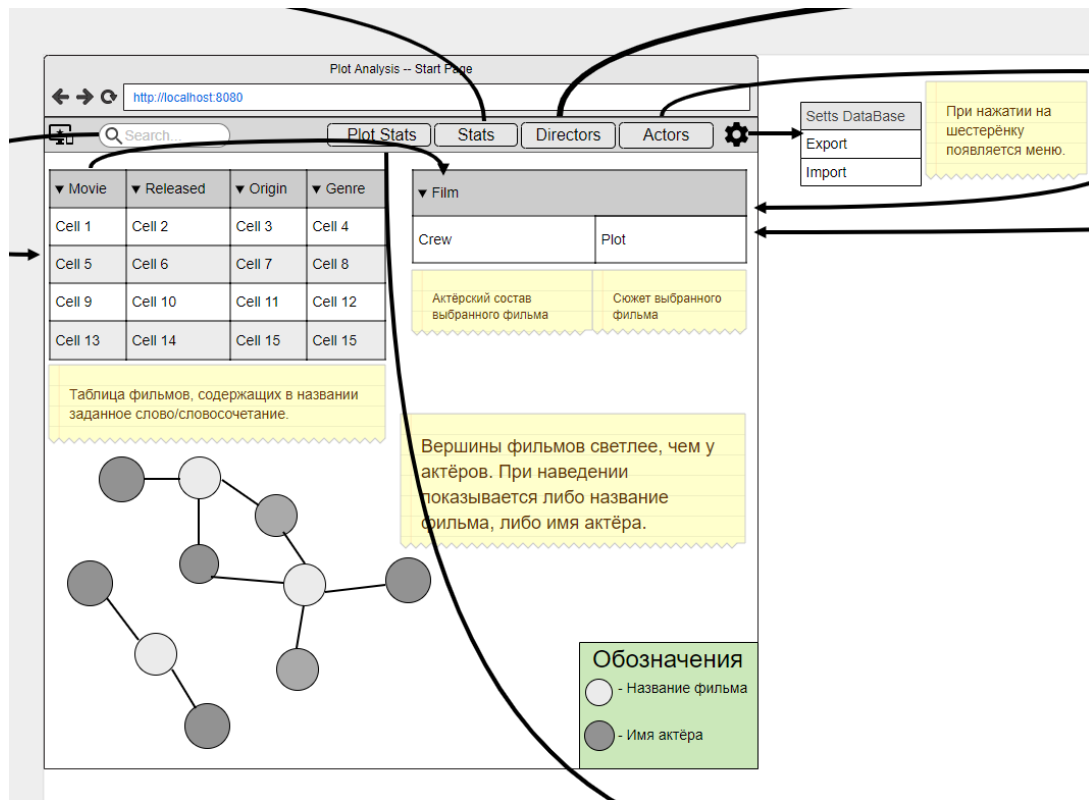 Plot Analysis -- Start Page
http://localhost:8080
Search...
Plot Stats
Stats
Directors
Actors
Setts DataBase
Export
Import
При нажатии на
шестерёнку
появляется меню.
▼ Movie ▼ Released ▼ Origin ▼ Genre
Cell 1 Cell 2 Cell 3 Cell 4
Cell 5 Cell 6 Cell 7 Cell 8
Cell 9 Cell 10 Cell 11 Cell 12
Cell 13 Cell 14 Cell 15 Cell 15
▼ Film
Crew Plot
Актёрский состав
выбранного фильма
Сюжет выбранного
фильма
Таблица фильмов, содержащих в названии
заданное слово/словосочетание.
Вершины фильмов светлее, чем у
актёров. При наведении
показывается либо название
фильма, либо имя актёра.
Обозначения
- Название фильма
- Имя актёра